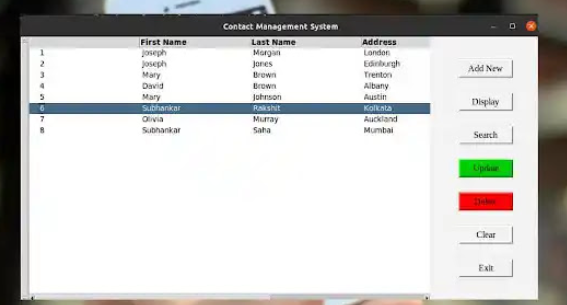 Contact Management System
First Name Last Name Address
1 Joseph Morgan London
2 Joseph Jones Edinburgh
3 Mary Brown Trenton
4 David Brown Albany
5 Mary Johnson Austin
6 Subhankar Rakshit Kolkata
7 Olivia Murray Auckland
8 Subhankar Saha Mumbai
Add New
Display
Search
Update
Delete
Clear
Exit